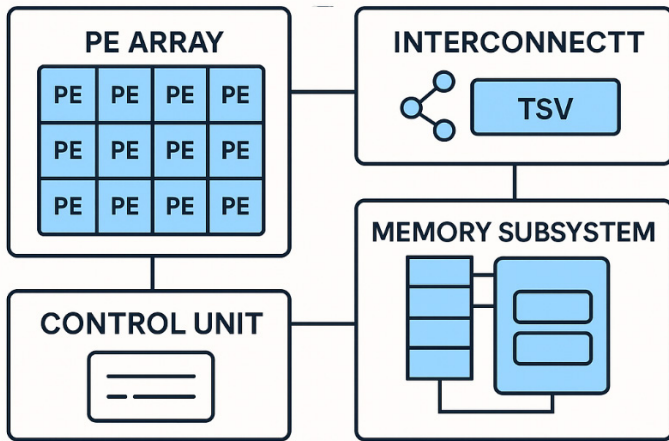 PE ARRAY
PE PE PE PE
PE PE PE PE
PE PE PE PE
INTERCONNECTT
TSV
MEMORY SUBSYSTEM
CONTROL UNIT